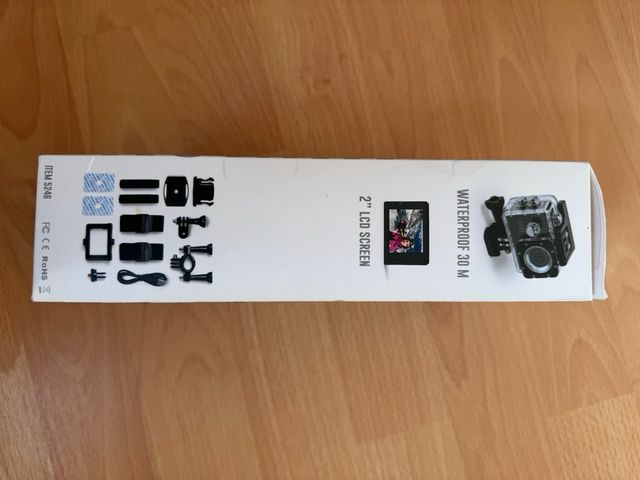 WATERPROOF 30 M
2" LCD SCREEN
ITEM 5246
FC CE RoHS